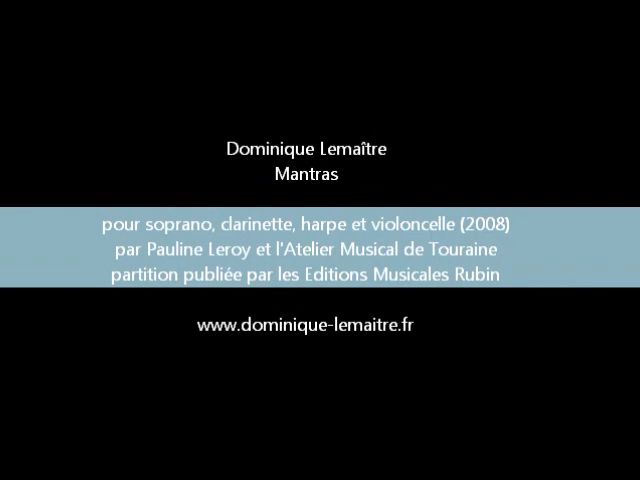 Dominique Lemaître
Mantras
pour soprano, clarinette, harpe et violoncelle (2008)
par Pauline Leroy et l'Atelier Musical de Touraine
partition publiée par les Editions Musicales Rubin
www.dominique-lemaitre.fr